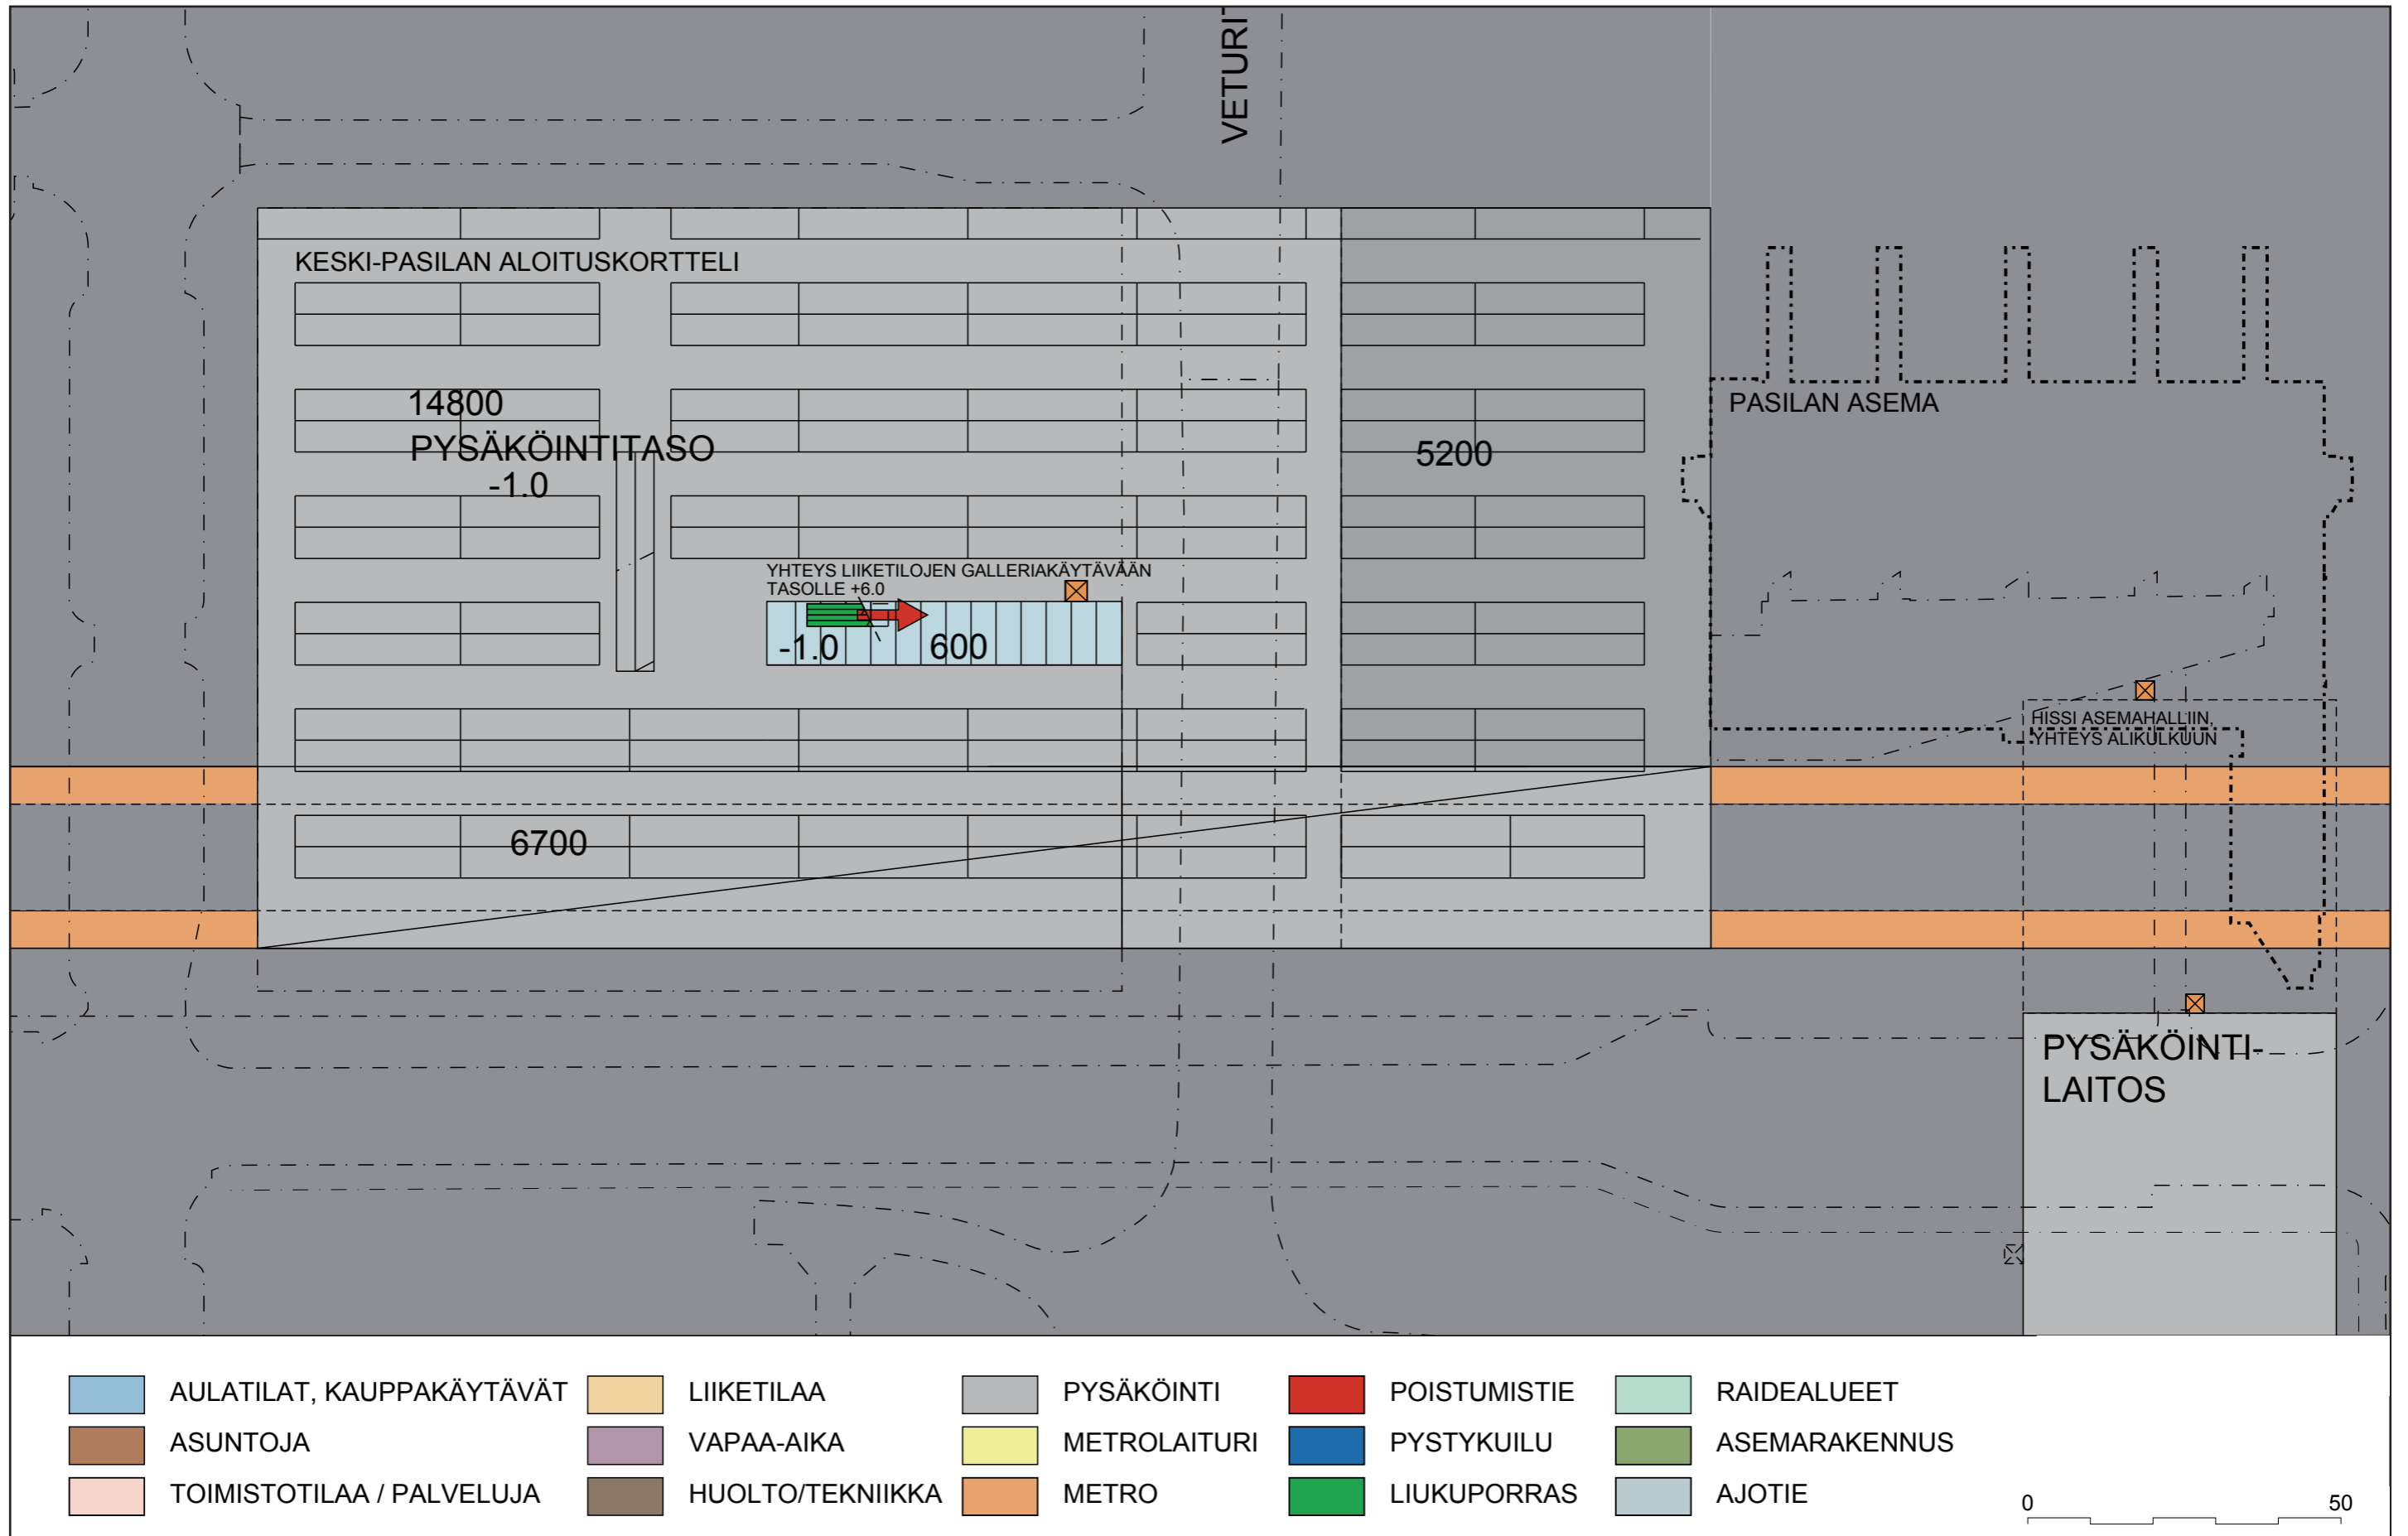 VETURI
KESKI-PASILAN ALOITUSKORTTELI
14800
PYSÄKÖINTITASO
-1.0
5200
PASILAN ASEMA
YHTEYS LIIKETILOJEN GALLERIAKÄYTÄVÄÄN
TASOLLE +6.0
-1.0
600
HISSI ASEMAHALLIIN,
YHTEYS ALIKULKUUN
6700
PYSÄKÖINTI-
LAITOS
AULATILAT, KAUPPAKÄYTÄVÄT
LIIKETILAA
PYSÄKÖINTI
POISTUMISTIE
RAIDEALUEET
ASUNTOJA
VAPAA-AIKA
METROLAITURI
PYSTYKUILU
ASEMARAKENNUS
TOIMISTOTILAA / PALVELUJA
HUOLTO/TEKNIIKKA
METRO
LIUKUPORRAS
AJOTIE
0
50